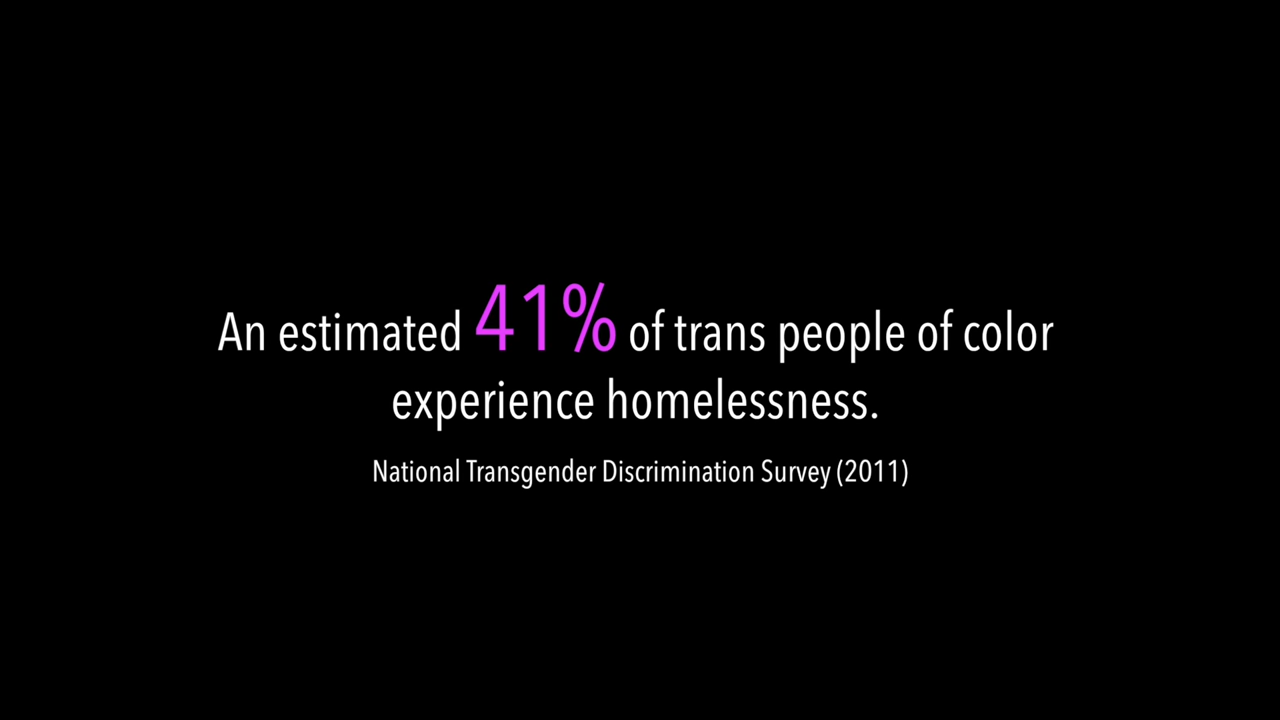 An estimated 41% of trans people of color
experience homelessness.
National Transgender Discrimination Survey (2011)